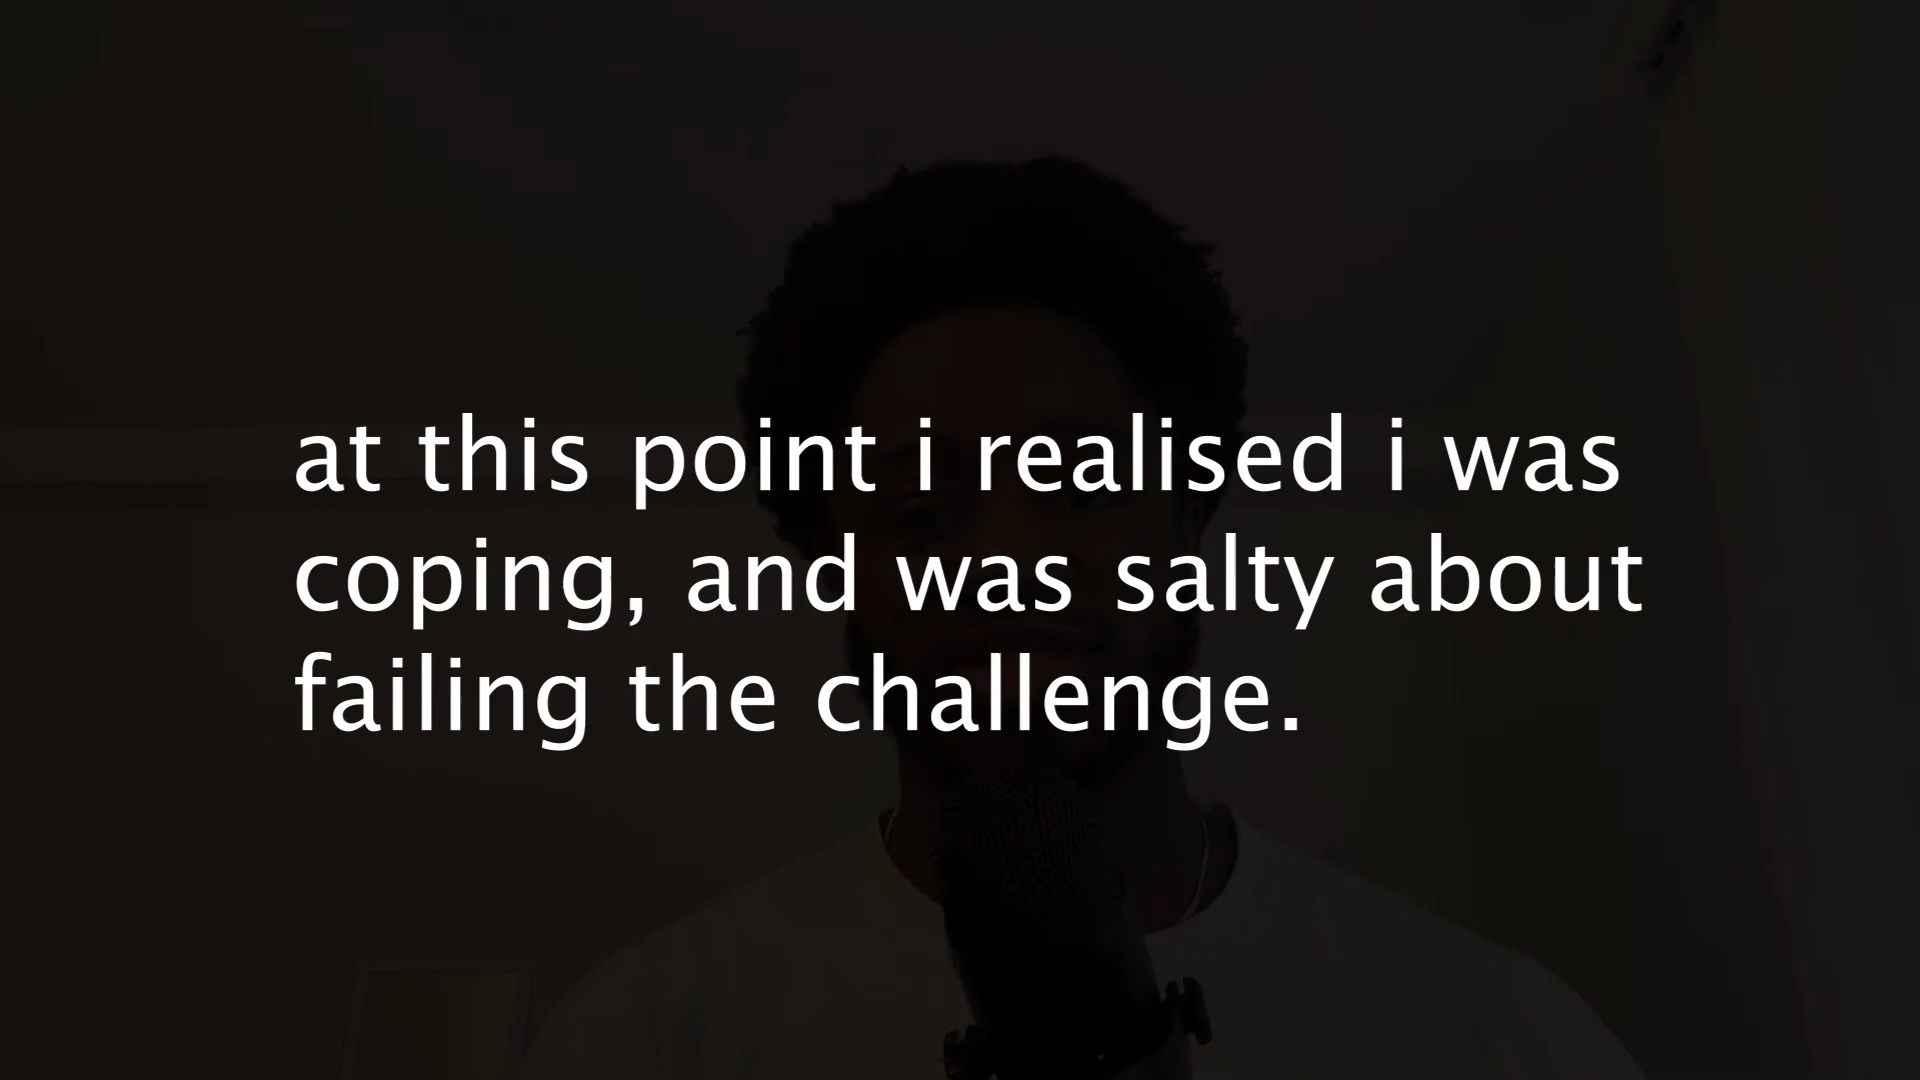 at this point i realised i was
coping, and was salty about
failing the challenge.